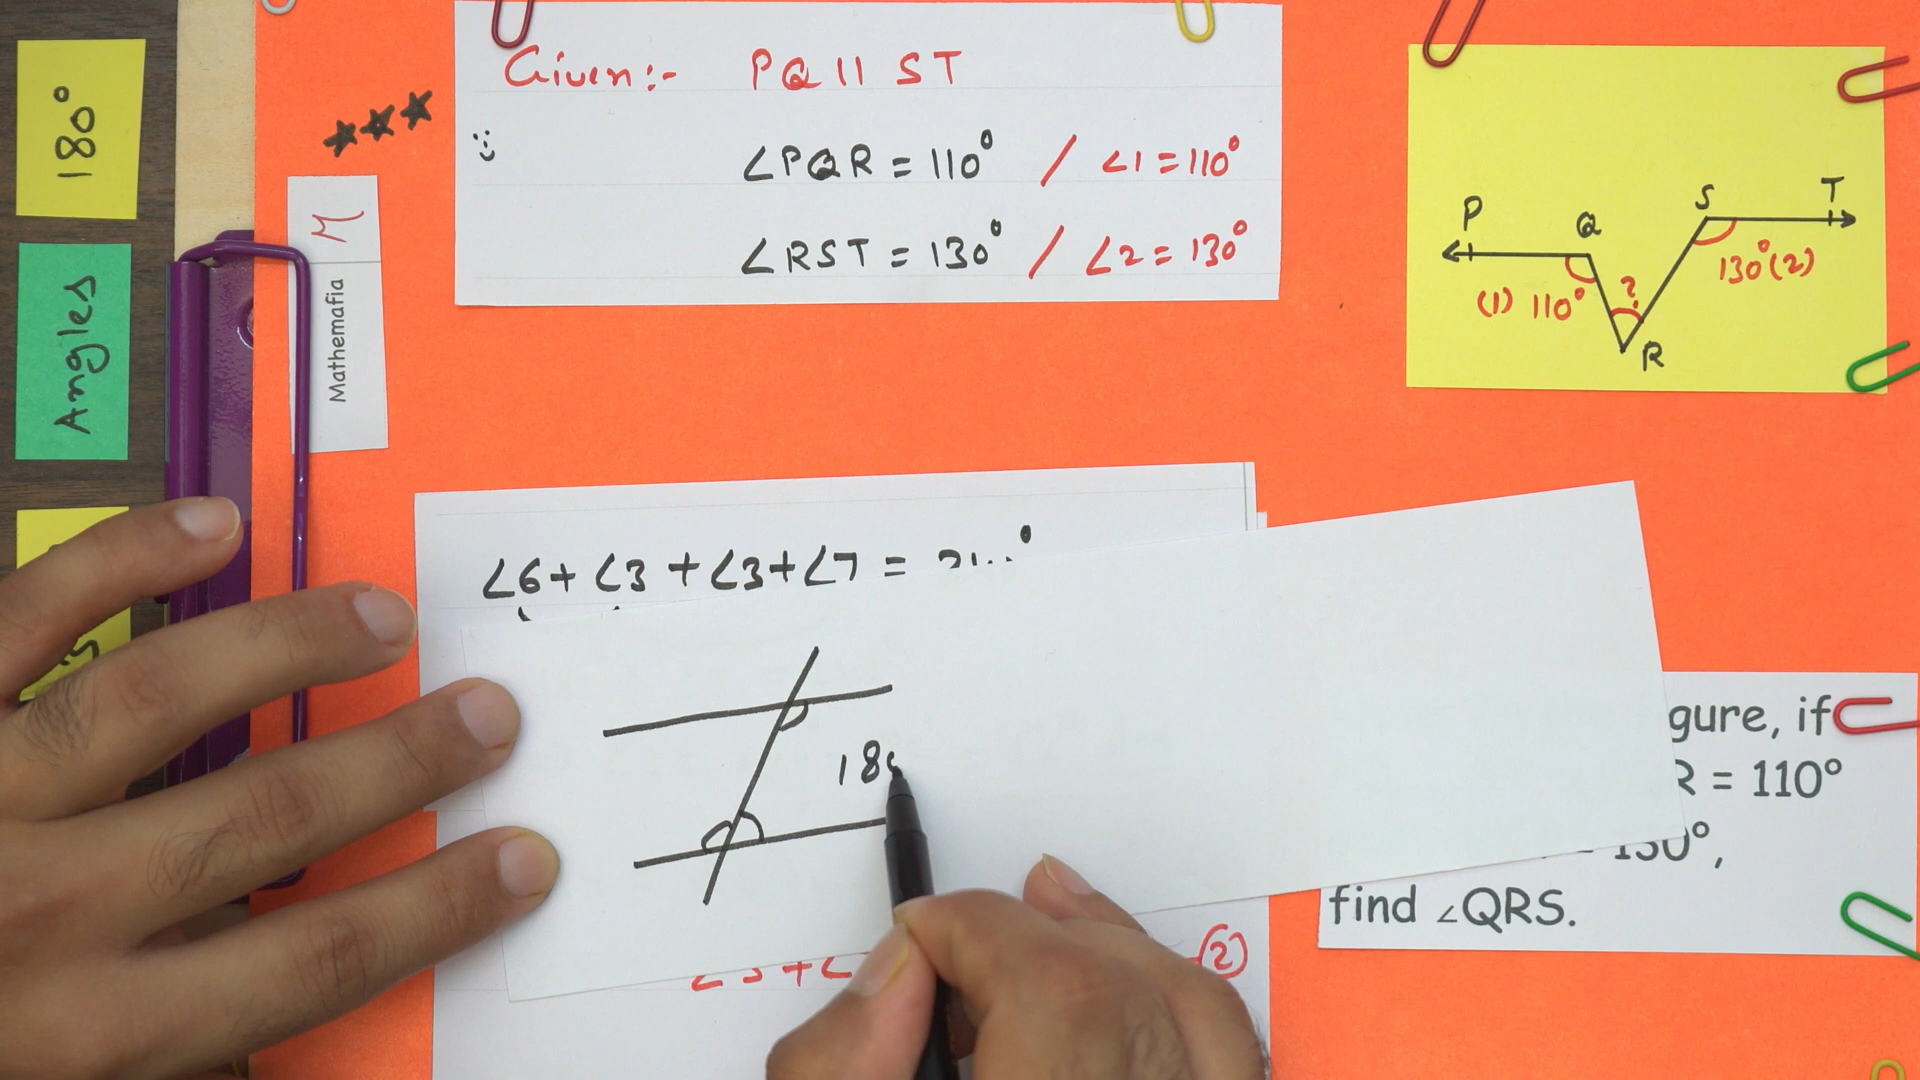 180°
Angles
M
Mathemafia
Given:- PQ || ST
∠PQR = 110° / ∠1 = 110°
∠RST = 130° / ∠2 = 130°
P Q S T
130°(2)
(1) 110° ?
R
∠6 + ∠3 + ∠3 + ∠7 =
18
gure, if
R = 110°
130°,
find ∠QRS.
(2)